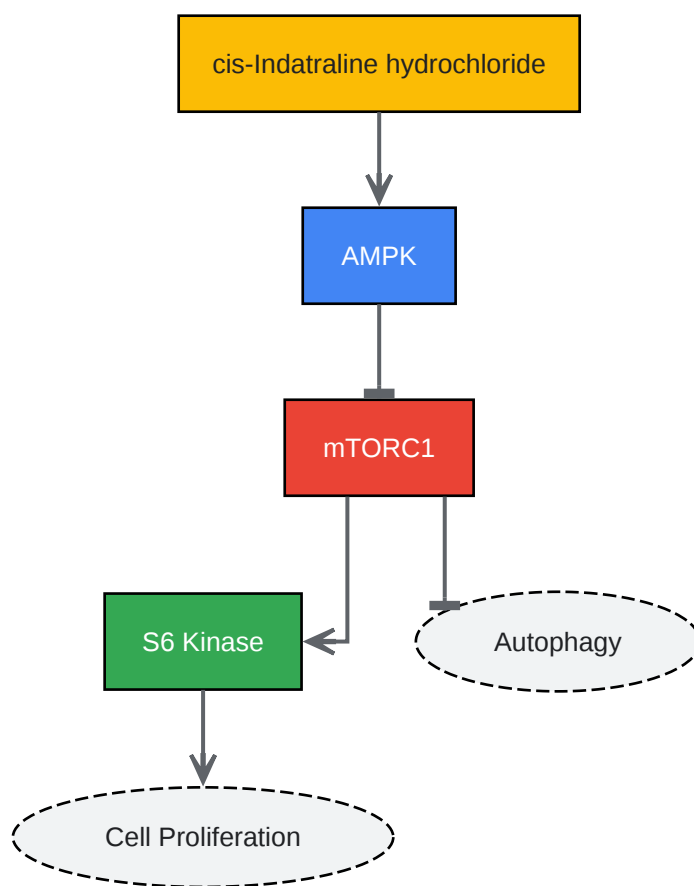 cis-Indatraline hydrochloride
AMPK
mTORC1
S6 Kinase
Autophagy
Cell Proliferation